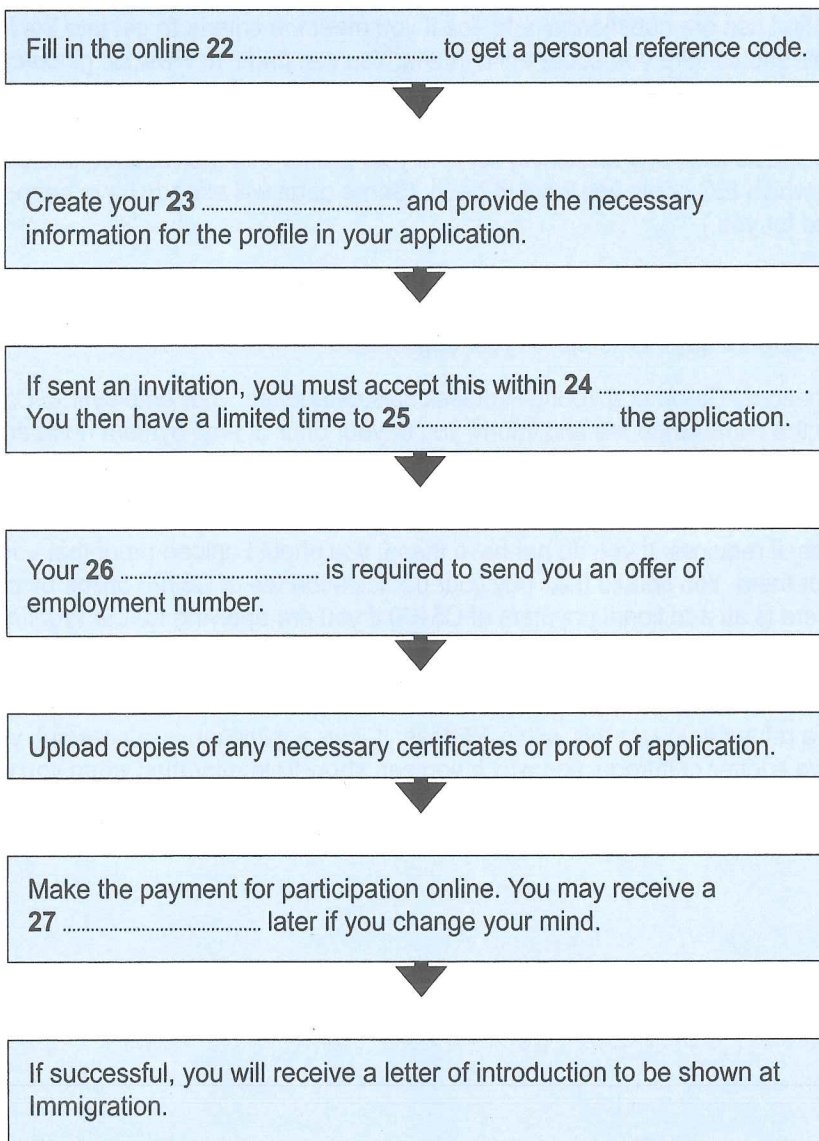 Fill in the online 22 ........................................ to get a personal reference code.
Create your 23 ........................................ and provide the necessary
information for the profile in your application.
If sent an invitation, you must accept this within 24 ........................................
You then have a limited time to 25 ........................................ the application.
Your 26 ........................................ is required to send you an offer of
employment number.
Upload copies of any necessary certificates or proof of application.
Make the payment for participation online. You may receive a
27 ........................................ later if you change your mind.
If successful, you will receive a letter of introduction to be shown at
Immigration.